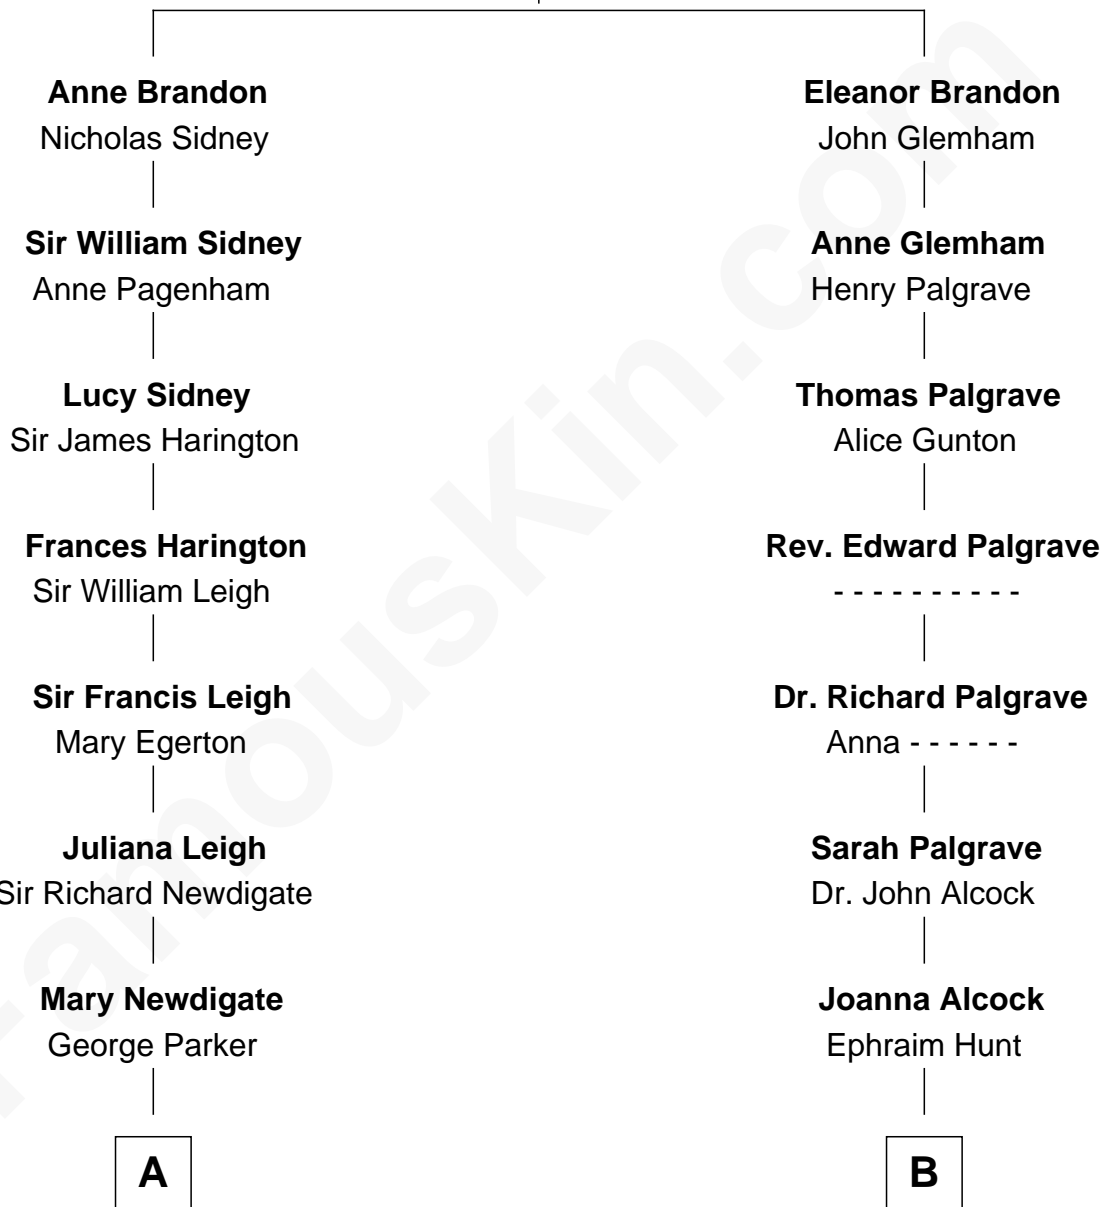 Anne Brandon
Nicholas Sidney
Sir William Sidney
Anne Pagenham
Lucy Sidney
Sir James Harington
Frances Harington
Sir William Leigh
Sir Francis Leigh
Mary Egerton
Juliana Leigh
Sir Richard Newdigate
Mary Newdigate
George Parker
A
Eleanor Brandon
John Glemham
Anne Glemham
Henry Palgrave
Thomas Palgrave
Alice Gunton
Rev. Edward Palgrave
- - - - - - - - - -
Dr. Richard Palgrave
Anna - - - - - -
Sarah Palgrave
Dr. John Alcock
Joanna Alcock
Ephraim Hunt
B
FamousKin.com